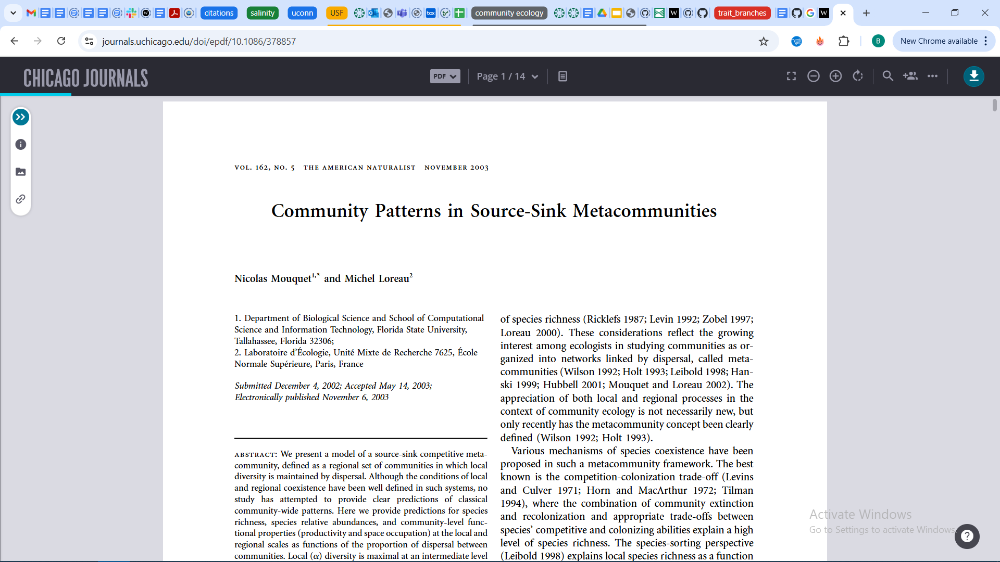 citations
salinity
uconn
USF
community ecology
trait_branches
journals.uchicago.edu/doi/epdf/10.1086/378857
B
New Chrome available
CHICAGO JOURNALS
PDF
Page 1 / 14
VOL. 162, NO. 5 THE AMERICAN NATURALIST NOVEMBER 2003
Community Patterns in Source-Sink Metacommunities
Nicolas Mouquet1,* and Michel Loreau2
1. Department of Biological Science and School of Computational
Science and Information Technology, Florida State University,
Tallahassee, Florida 32306;
2. Laboratoire d'Écologie, Unité Mixte de Recherche 7625, École
Normale Supérieure, Paris, France
Submitted December 4, 2002; Accepted May 14, 2003;
Electronically published November 6, 2003
ABSTRACT: We present a model of a source-sink competitive meta-
community, defined as a regional set of communities in which local
diversity is maintained by dispersal. Although the conditions of local
and regional coexistence have been well defined in such systems, no
study has attempted to provide clear predictions of classical
community-wide patterns. Here we provide predictions for species
richness, species relative abundances, and community-level func-
tional properties (productivity and space occupation) at the local and
regional scales as functions of the proportion of dispersal between
communities. Local (α) diversity is maximal at an intermediate level
of species richness (Ricklefs 1987; Levin 1992; Zobel 1997;
Loreau 2000). These considerations reflect the growing
interest among ecologists in studying communities as or-
ganized into networks linked by dispersal, called meta-
communities (Wilson 1992; Holt 1993; Leibold 1998; Han-
ski 1999; Hubbell 2001; Mouquet and Loreau 2002). The
appreciation of both local and regional processes in the
context of community ecology is not necessarily new, but
only recently has the metacommunity concept been clearly
defined (Wilson 1992; Holt 1993).
Various mechanisms of species coexistence have been
proposed in such a metacommunity framework. The best
known is the competition-colonization trade-off (Levins
and Culver 1971; Horn and MacArthur 1972; Tilman
1994), where the combination of community extinction
and recolonization and appropriate trade-offs between
species' competitive and colonizing abilities explain a high
level of species richness. The species-sorting perspective
(Leibold 1998) explains local species richness as a function
Activate Windows
Go to Settings to activate Windows.